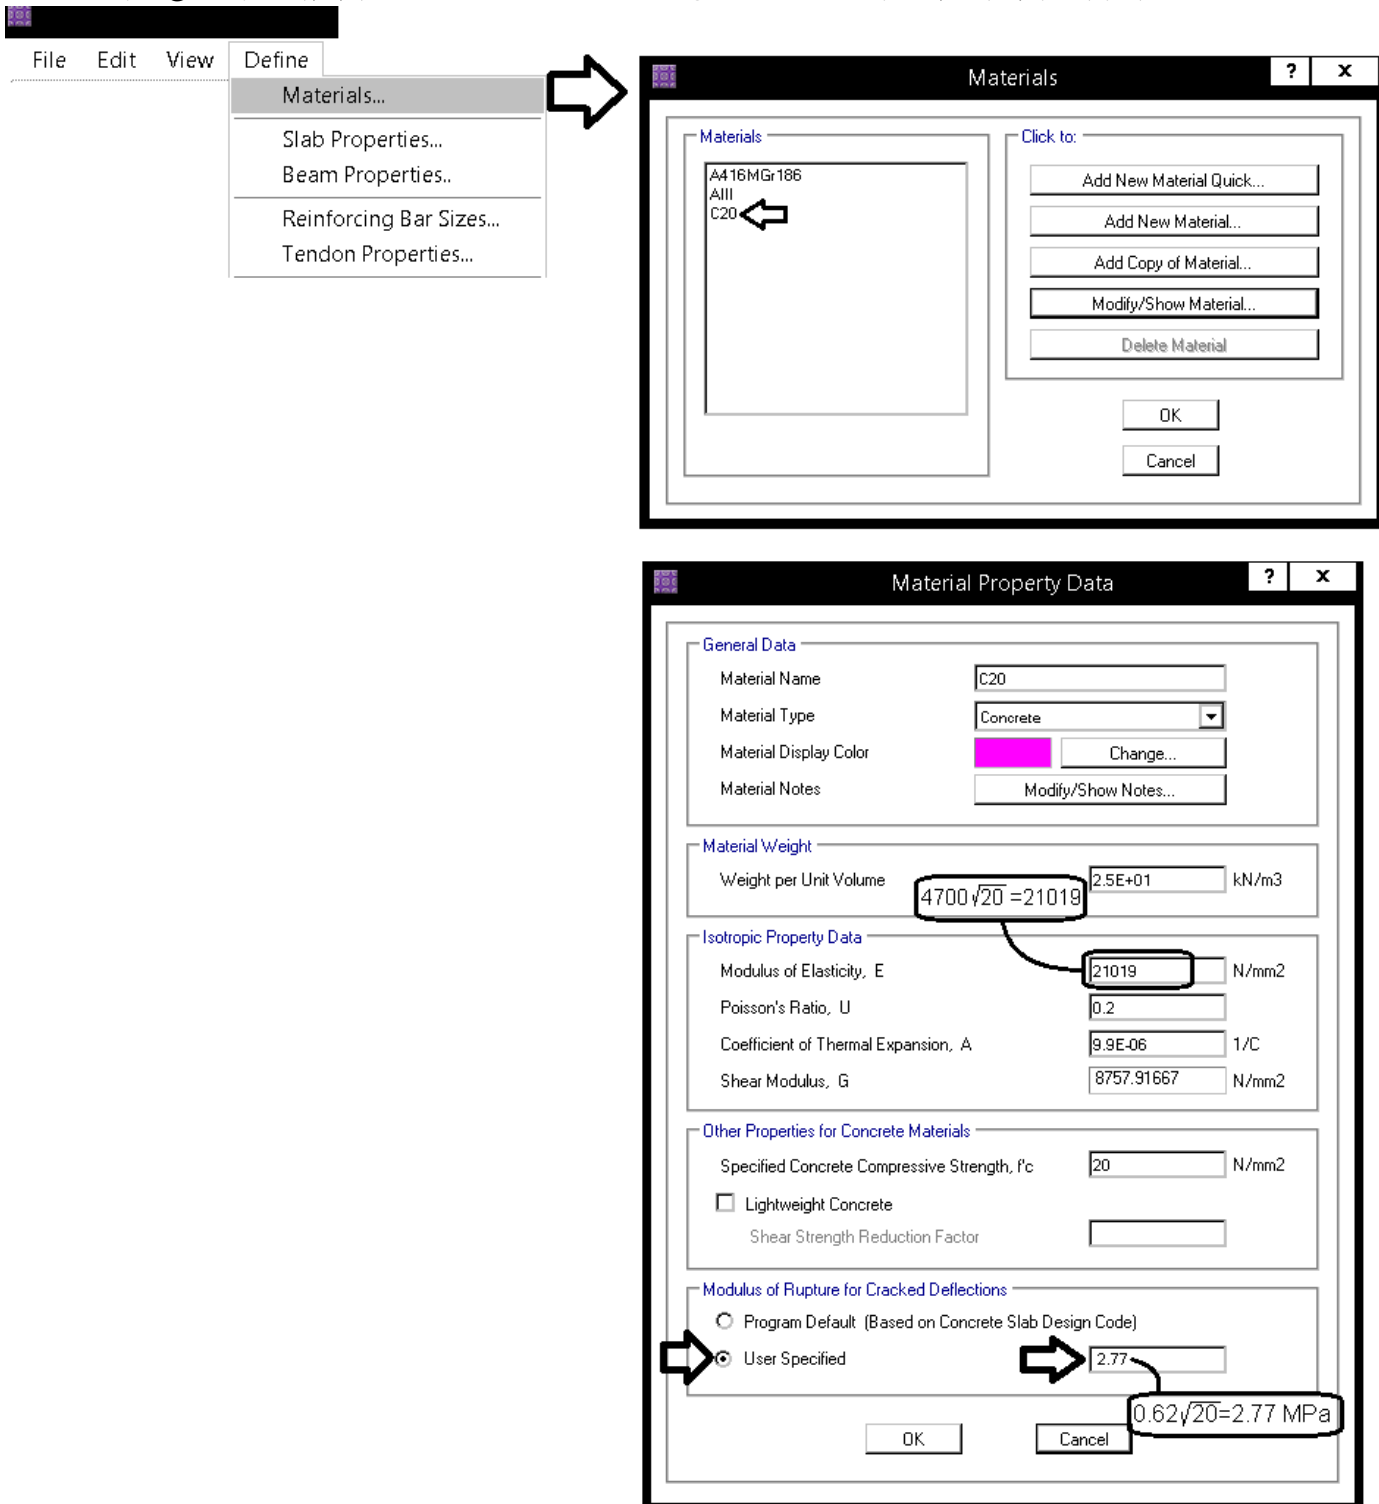 File Edit View Define
Materials...
Slab Properties...
Beam Properties..
Reinforcing Bar Sizes...
Tendon Properties...
Materials
? x
Materials
A416MGr186
AIII
C20
Click to:
Add New Material Quick...
Add New Material...
Add Copy of Material...
Modify/Show Material...
Delete Material
OK
Cancel
Material Property Data
? x
General Data
Material Name C20
Material Type Concrete
Material Display Color Change...
Material Notes Modify/Show Notes...
Material Weight
Weight per Unit Volume 2.5E+01 kN/m3
4700√20 =21019
Isotropic Property Data
Modulus of Elasticity, E 21019 N/mm2
Poisson's Ratio, U 0.2
Coefficient of Thermal Expansion, A 9.9E-06 1/C
Shear Modulus, G 8757.91667 N/mm2
Other Properties for Concrete Materials
Specified Concrete Compressive Strength, f'c 20 N/mm2
Lightweight Concrete
Shear Strength Reduction Factor
Modulus of Rupture for Cracked Deflections
Program Default (Based on Concrete Slab Design Code)
User Specified 2.77
0.62√20=2.77 MPa
OK Cancel